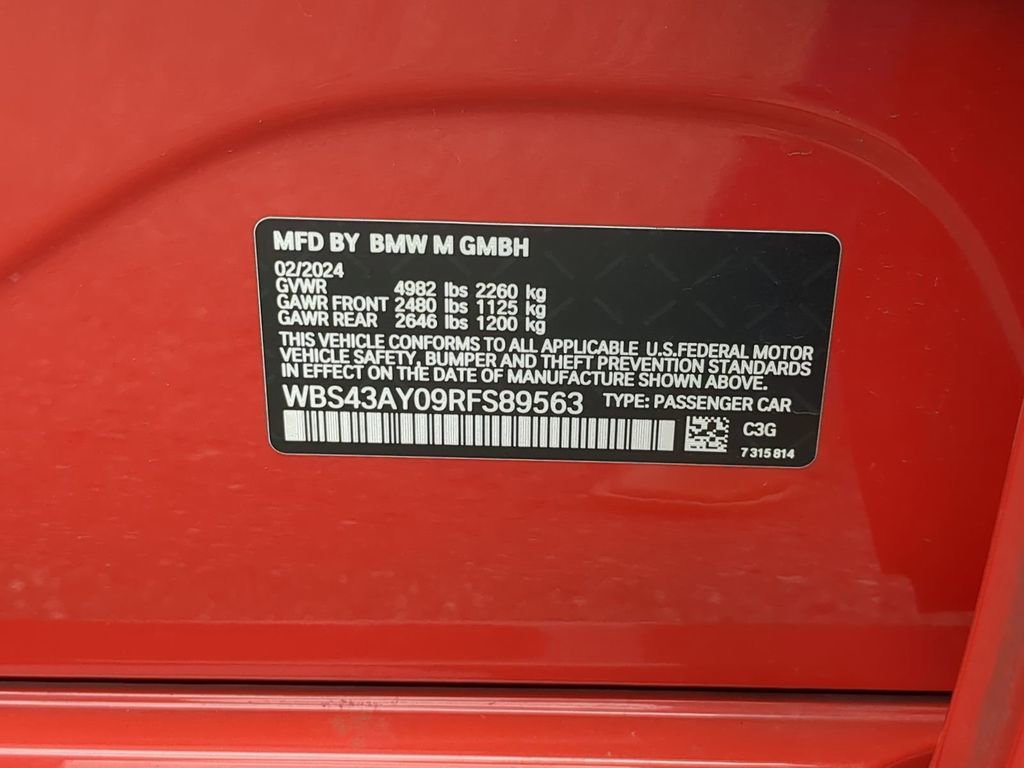 MFD BY BMW M GMBH
02/2024
GVWR 4982 lbs 2260 kg
GAWR FRONT 2480 lbs 1125 kg
GAWR REAR 2646 lbs 1200 kg
THIS VEHICLE CONFORMS TO ALL APPLICABLE U.S.FEDERAL MOTOR
VEHICLE SAFETY, BUMPER AND THEFT PREVENTION STANDARDS
IN EFFECT ON THE DATE OF MANUFACTURE SHOWN ABOVE.
WBS43AY09RFS89563 TYPE: PASSENGER CAR
C3G
7 315 814